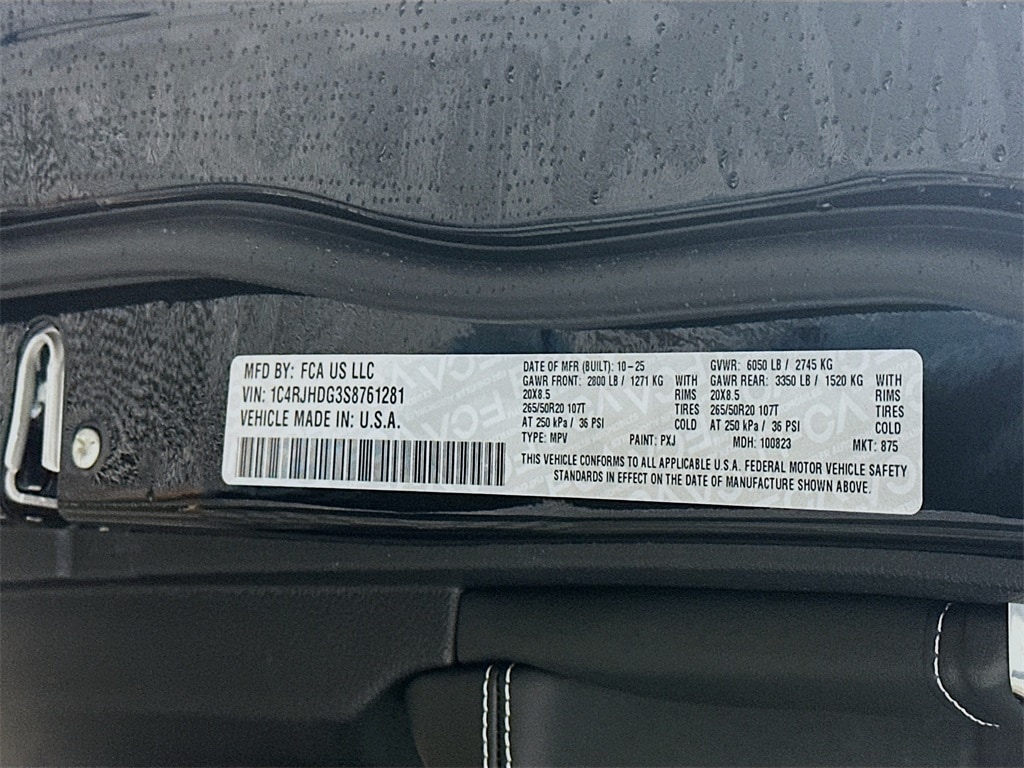 MFD BY: FCA US LLC
VIN: 1C4RJHDG3S8761281
VEHICLE MADE IN: U.S.A.
DATE OF MFR (BUILT): 10-25
GAWR FRONT: 2800 LB / 1271 KG WITH
20X8.5 RIMS
265/50R20 107T TIRES
AT 250 kPa / 36 PSI COLD
TYPE: MPV PAINT: PXJ
GVWR: 6050 LB / 2745 KG
GAWR REAR: 3350 LB / 1520 KG WITH
20X8.5 RIMS
265/50R20 107T TIRES
AT 250 kPa / 36 PSI COLD
MDH: 100823 MKT: 875
THIS VEHICLE CONFORMS TO ALL APPLICABLE U.S.A. FEDERAL MOTOR VEHICLE SAFETY
STANDARDS IN EFFECT ON THE DATE OF MANUFACTURE SHOWN ABOVE.